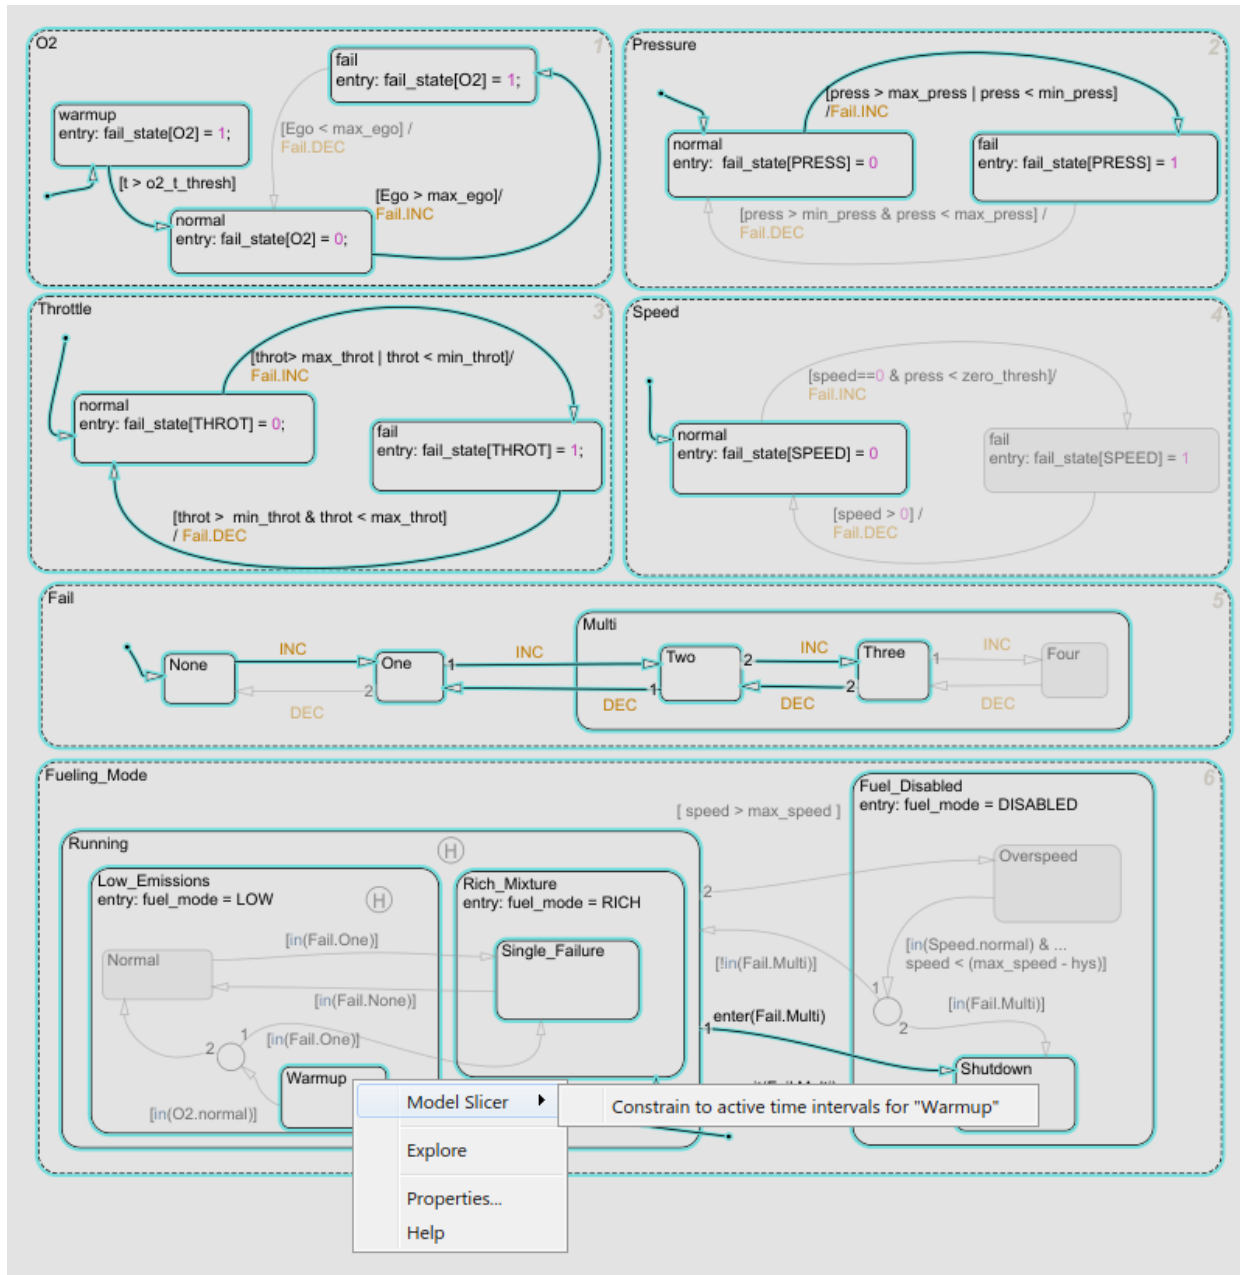 O2
1
fail
entry: fail_state[O2] = 1;
warmup
entry: fail_state[O2] = 1;
[Ego < max_ego] /
Fail.DEC
[t > o2_t_thresh]
[Ego > max_ego]/
Fail.INC
normal
entry: fail_state[O2] = 0;
Pressure
2
[press > max_press | press < min_press]
/Fail.INC
normal
entry:  fail_state[PRESS] = 0
fail
entry: fail_state[PRESS] = 1
[press > min_press & press < max_press] /
Fail.DEC
Throttle
3
[throt> max_throt | throt < min_throt]/
Fail.INC
normal
entry: fail_state[THROT] = 0;
fail
entry: fail_state[THROT] = 1;
[throt >  min_throt & throt < max_throt]
/ Fail.DEC
Speed
4
[speed==0 & press < zero_thresh]/
Fail.INC
normal
entry: fail_state[SPEED] = 0
fail
entry: fail_state[SPEED] = 1
[speed > 0] /
Fail.DEC
Fail
5
Multi
None
INC
One
1
INC
Two
2
INC
Three
1
INC
Four
2
DEC
1
DEC
2
DEC
DEC
Fueling_Mode
6
Fuel_Disabled
entry: fuel_mode = DISABLED
[ speed > max_speed ]
Running
H
Overspeed
Low_Emissions
entry: fuel_mode = LOW
H
Rich_Mixture
entry: fuel_mode = RICH
2
[in(Fail.One)]
Single_Failure
Normal
[in(Speed.normal) & ...
speed < (max_speed - hys)]
[!in(Fail.Multi)]
[in(Fail.None)]
1
[in(Fail.Multi)]
2
enter(Fail.Multi)
1
1
[in(Fail.One)]
2
Warmup
Shutdown
[in(O2.normal)]
Model Slicer
Constrain to active time intervals for "Warmup"
Explore
Properties...
Help